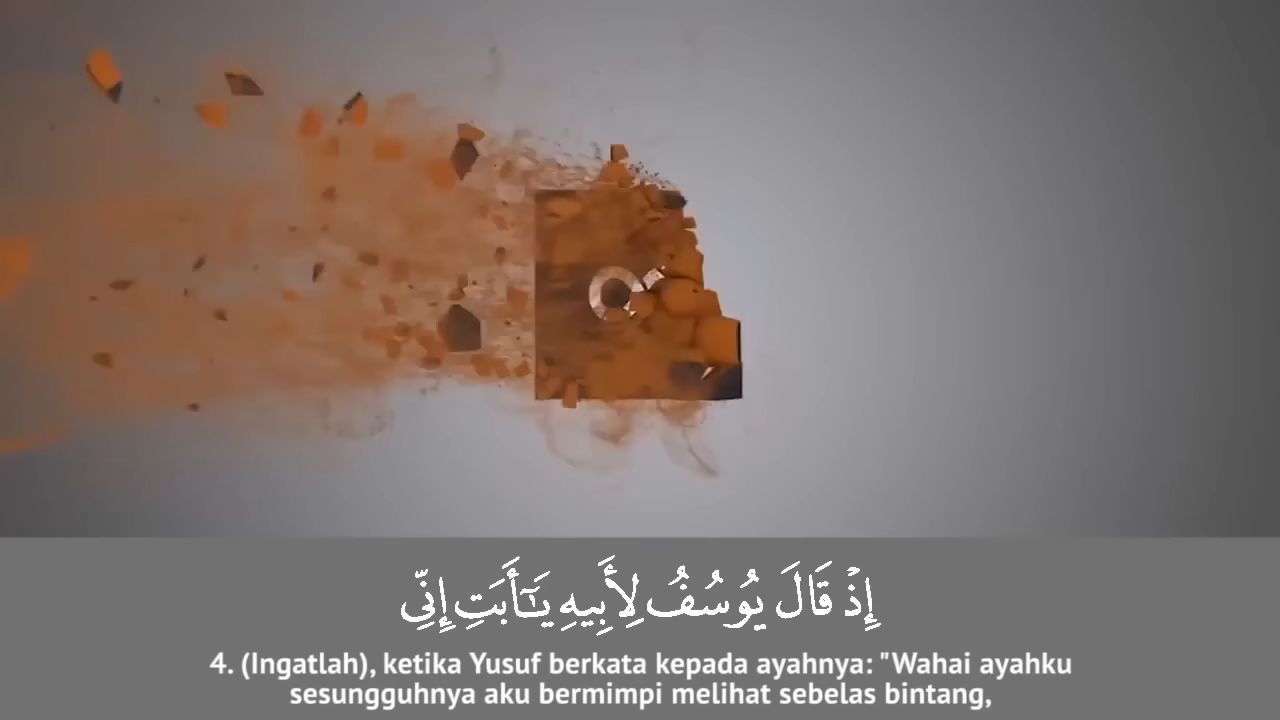 إِذْ قَالَ يُوسُفُ لِأَبِيهِ يَـٰٓأَبَتِ إِنِّى
4. (Ingatlah), ketika Yusuf berkata kepada ayahnya: "Wahai ayahku
sesungguhnya aku bermimpi melihat sebelas bintang,